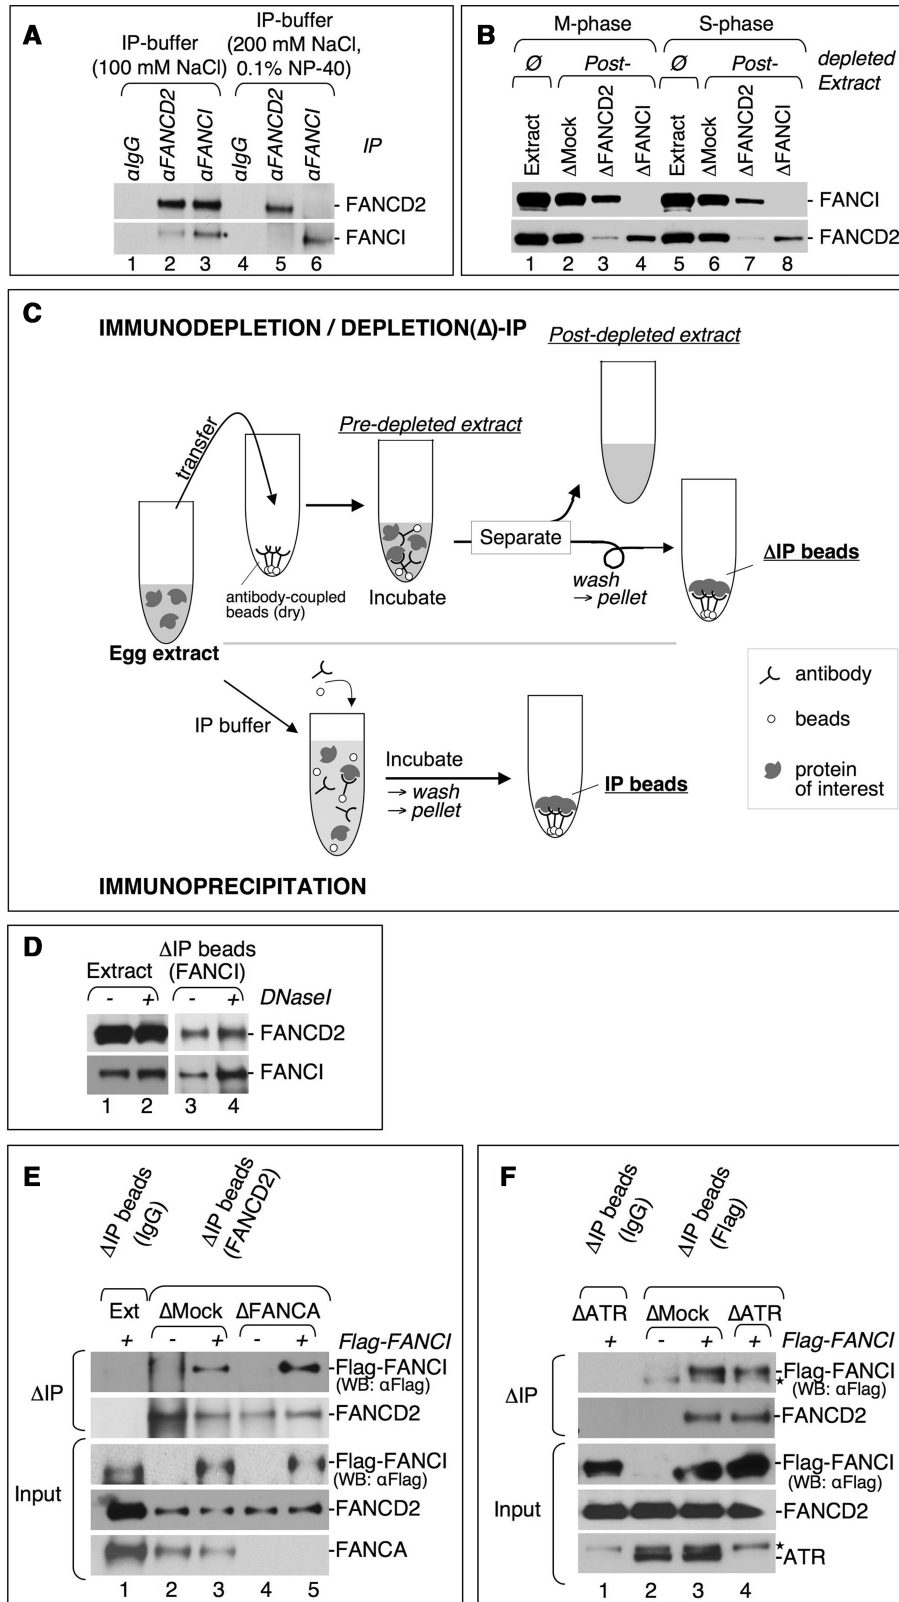 A
IP-buffer
(100 mM NaCl)
IP-buffer
(200 mM NaCl,
0.1% NP-40)
αIgG
αFANCD2
αFANCI
αIgG
αFANCD2
αFANCI
IP
- FANCD2
- FANCI
1 2 3 4 5 6
B
M-phase S-phase
Ø Post- Ø Post- depleted
Extract
Extract
ΔMock
ΔFANCD2
ΔFANCI
Extract
ΔMock
ΔFANCD2
ΔFANCI
- FANCI
- FANCD2
1 2 3 4 5 6 7 8
C
IMMUNODEPLETION / DEPLETION(Δ)-IP
Post-depleted extract
transfer
Pre-depleted extract
Separate
ΔIP beads
antibody-coupled
beads (dry)
Incubate
wash
→ pellet
Egg extract
IP buffer
Incubate
→ wash
→ pellet
IP beads
antibody
beads
protein
of interest
IMMUNOPRECIPITATION
D
Extract
ΔIP beads
(FANCI)
- + - + DNaseI
- FANCD2
- FANCI
1 2 3 4
E
ΔIP beads
(IgG)
ΔIP beads
(FANCD2)
Ext ΔMock ΔFANCA
+ - + - + Flag-FANCI
ΔIP
-Flag-FANCI
(WB: αFlag)
-FANCD2
Input
-Flag-FANCI
(WB: αFlag)
-FANCD2
-FANCA
1 2 3 4 5
F
ΔIP beads
(IgG)
ΔIP beads
(Flag)
ΔATR ΔMock ΔATR
+ - + + Flag-FANCI
ΔIP
-Flag-FANCI
★ (WB: αFlag)
-FANCD2
Input
-Flag-FANCI
(WB: αFlag)
-FANCD2
★
-ATR
1 2 3 4